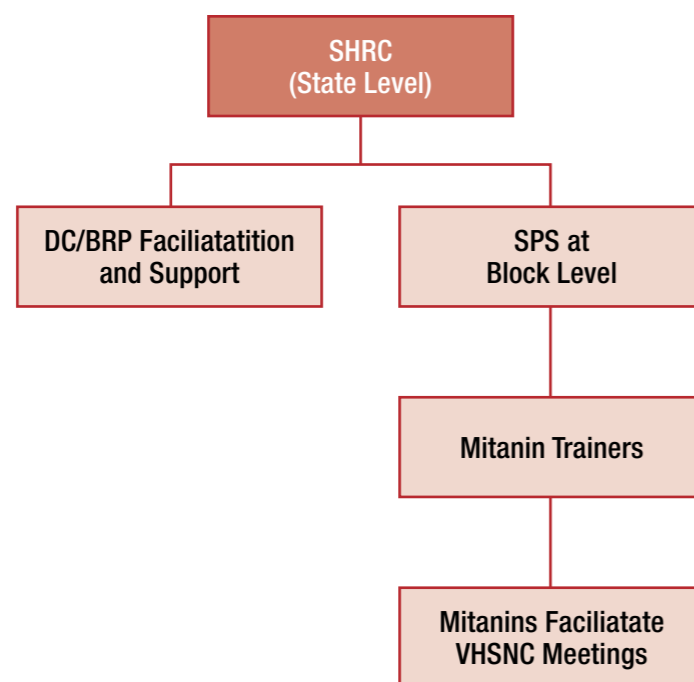 SHRC
(State Level)
DC/BRP Faciliatatition
and Support
SPS at
Block Level
Mitanin Trainers
Mitanins Faciliatate
VHSNC Meetings